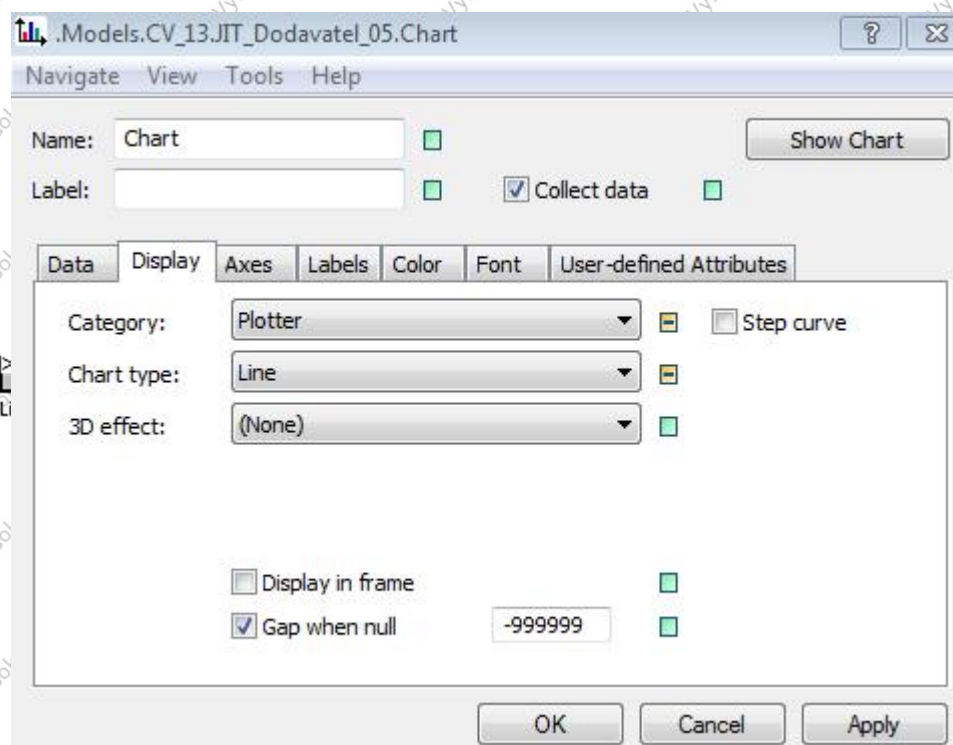 .Models.CV_13.JIT_Dodavatel_05.Chart
Navigate View Tools Help
Name: Chart Show Chart
Label: Collect data
Data Display Axes Labels Color Font User-defined Attributes
Category: Plotter Step curve
Chart type: Line
3D effect: (None)
Display in frame
Gap when null -999999
OK Cancel Apply